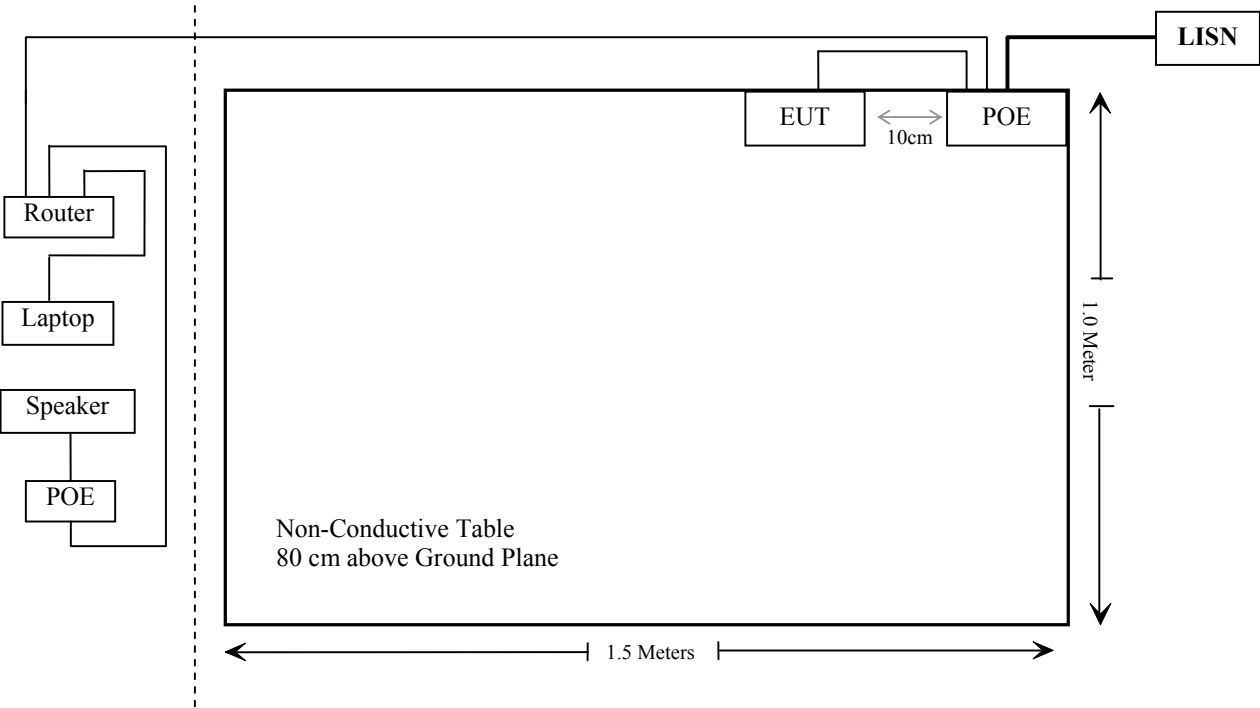 LISN
EUT
10cm
POE
Router
Laptop
Speaker
POE
1.0 Meter
Non-Conductive Table
80 cm above Ground Plane
1.5 Meters